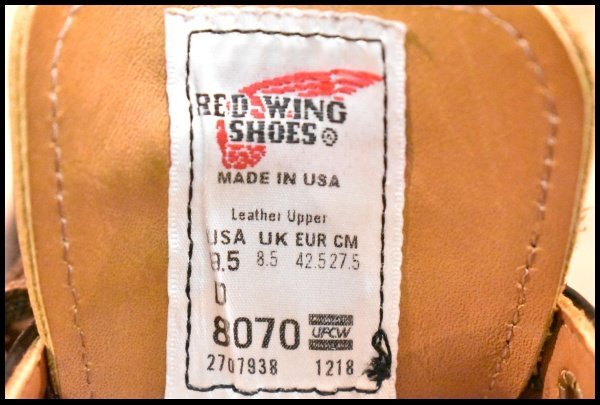 RED WING
SHOES®
MADE IN USA
Leather Upper
USA UK EUR CM
9.5 8.5 42.5 27.5
D
8070 UFCW
2707938 1218